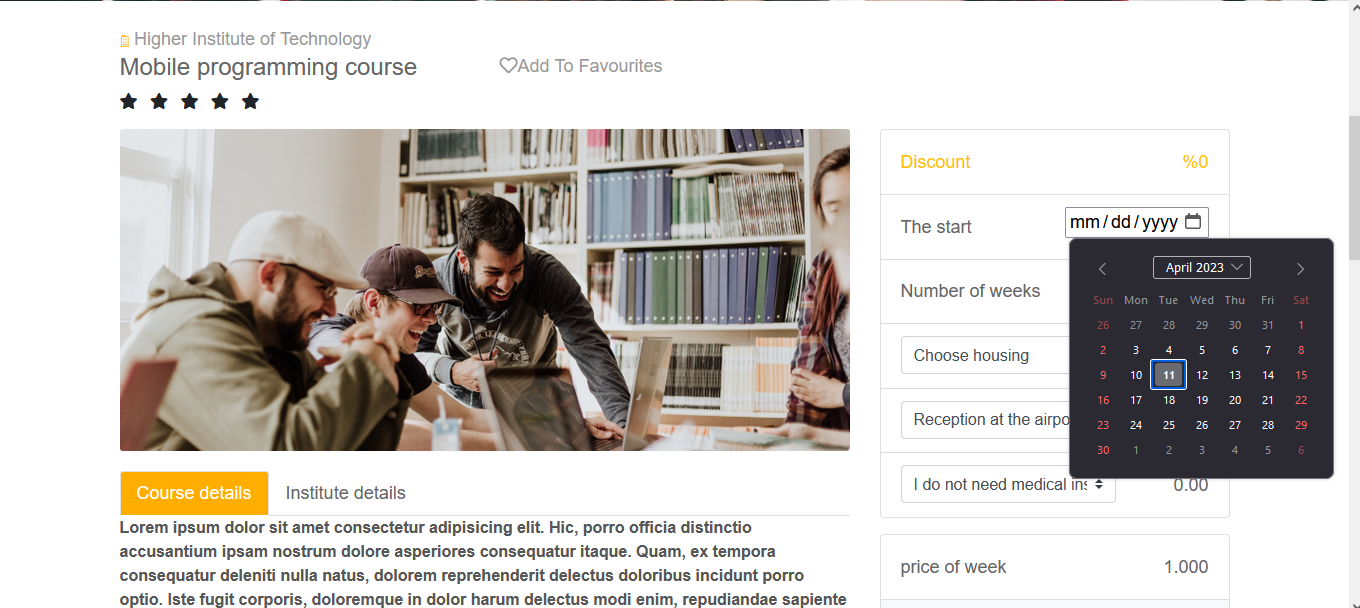 Higher Institute of Technology
Mobile programming course
Add To Favourites
Discount %0
The start mm/dd/yyyy
Number of weeks
Choose housing
Reception at the airpo
I do not need medical ins 0.00
price of week 1.000
April 2023
Sun Mon Tue Wed Thu Fri Sat
26 27 28 29 30 31 1
2 3 4 5 6 7 8
9 10 11 12 13 14 15
16 17 18 19 20 21 22
23 24 25 26 27 28 29
30 1 2 3 4 5 6
Course details Institute details
Lorem ipsum dolor sit amet consectetur adipisicing elit. Hic, porro officia distinctio
accusantium ipsam nostrum dolore asperiores consequatur itaque. Quam, ex tempora
consequatur deleniti nulla natus, dolorem reprehenderit delectus doloribus incidunt porro
optio. Iste fugit corporis, doloremque in dolor harum delectus modi enim, repudiandae sapiente